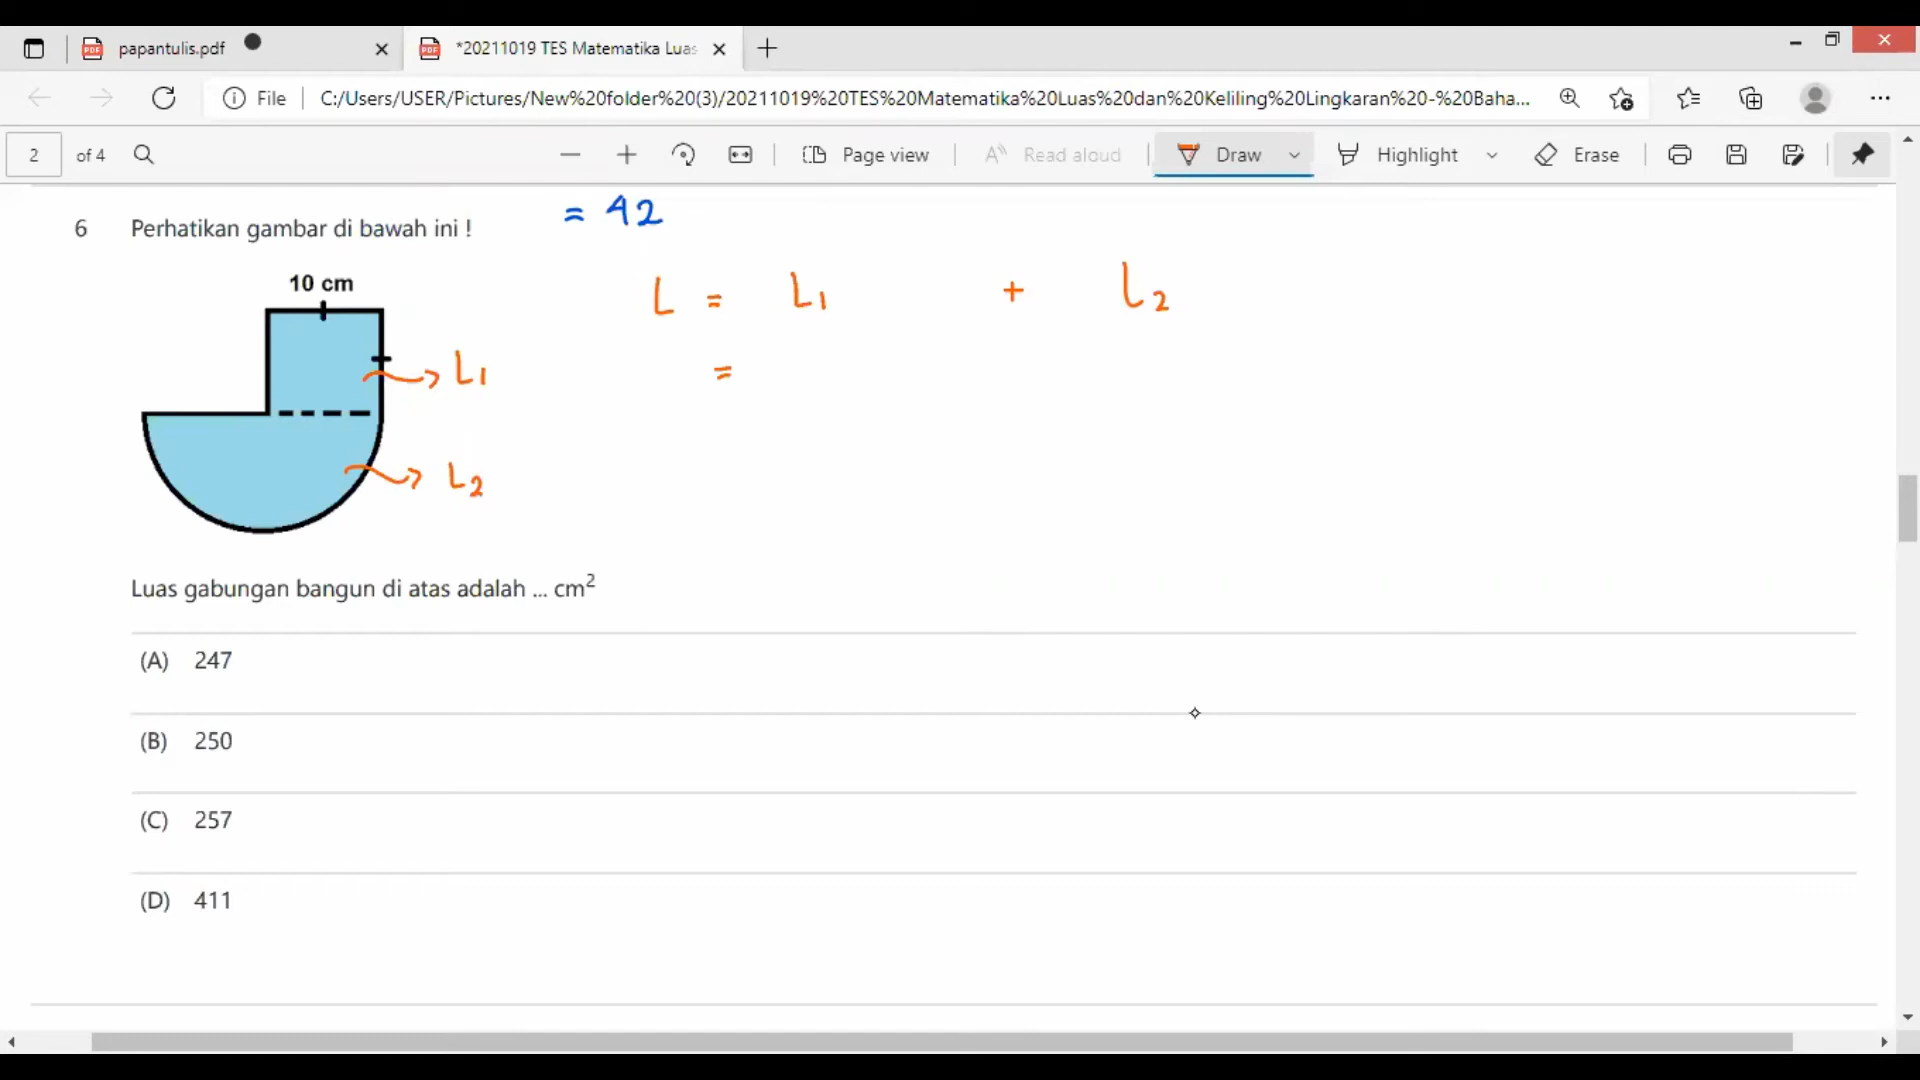 papantulis.pdf
*20211019 TES Matematika Luas
File
C:/Users/USER/Pictures/New%20folder%20(3)/20211019%20TES%20Matematika%20Luas%20dan%20Keliling%20Lingkaran%20-%20Baha...
2 of 4
Page view
Read aloud
Draw
Highlight
Erase
= 42
6 Perhatikan gambar di bawah ini !
10 cm
L = L1 + L2
=
L1
L2
Luas gabungan bangun di atas adalah ... cm²
(A) 247
(B) 250
(C) 257
(D) 411